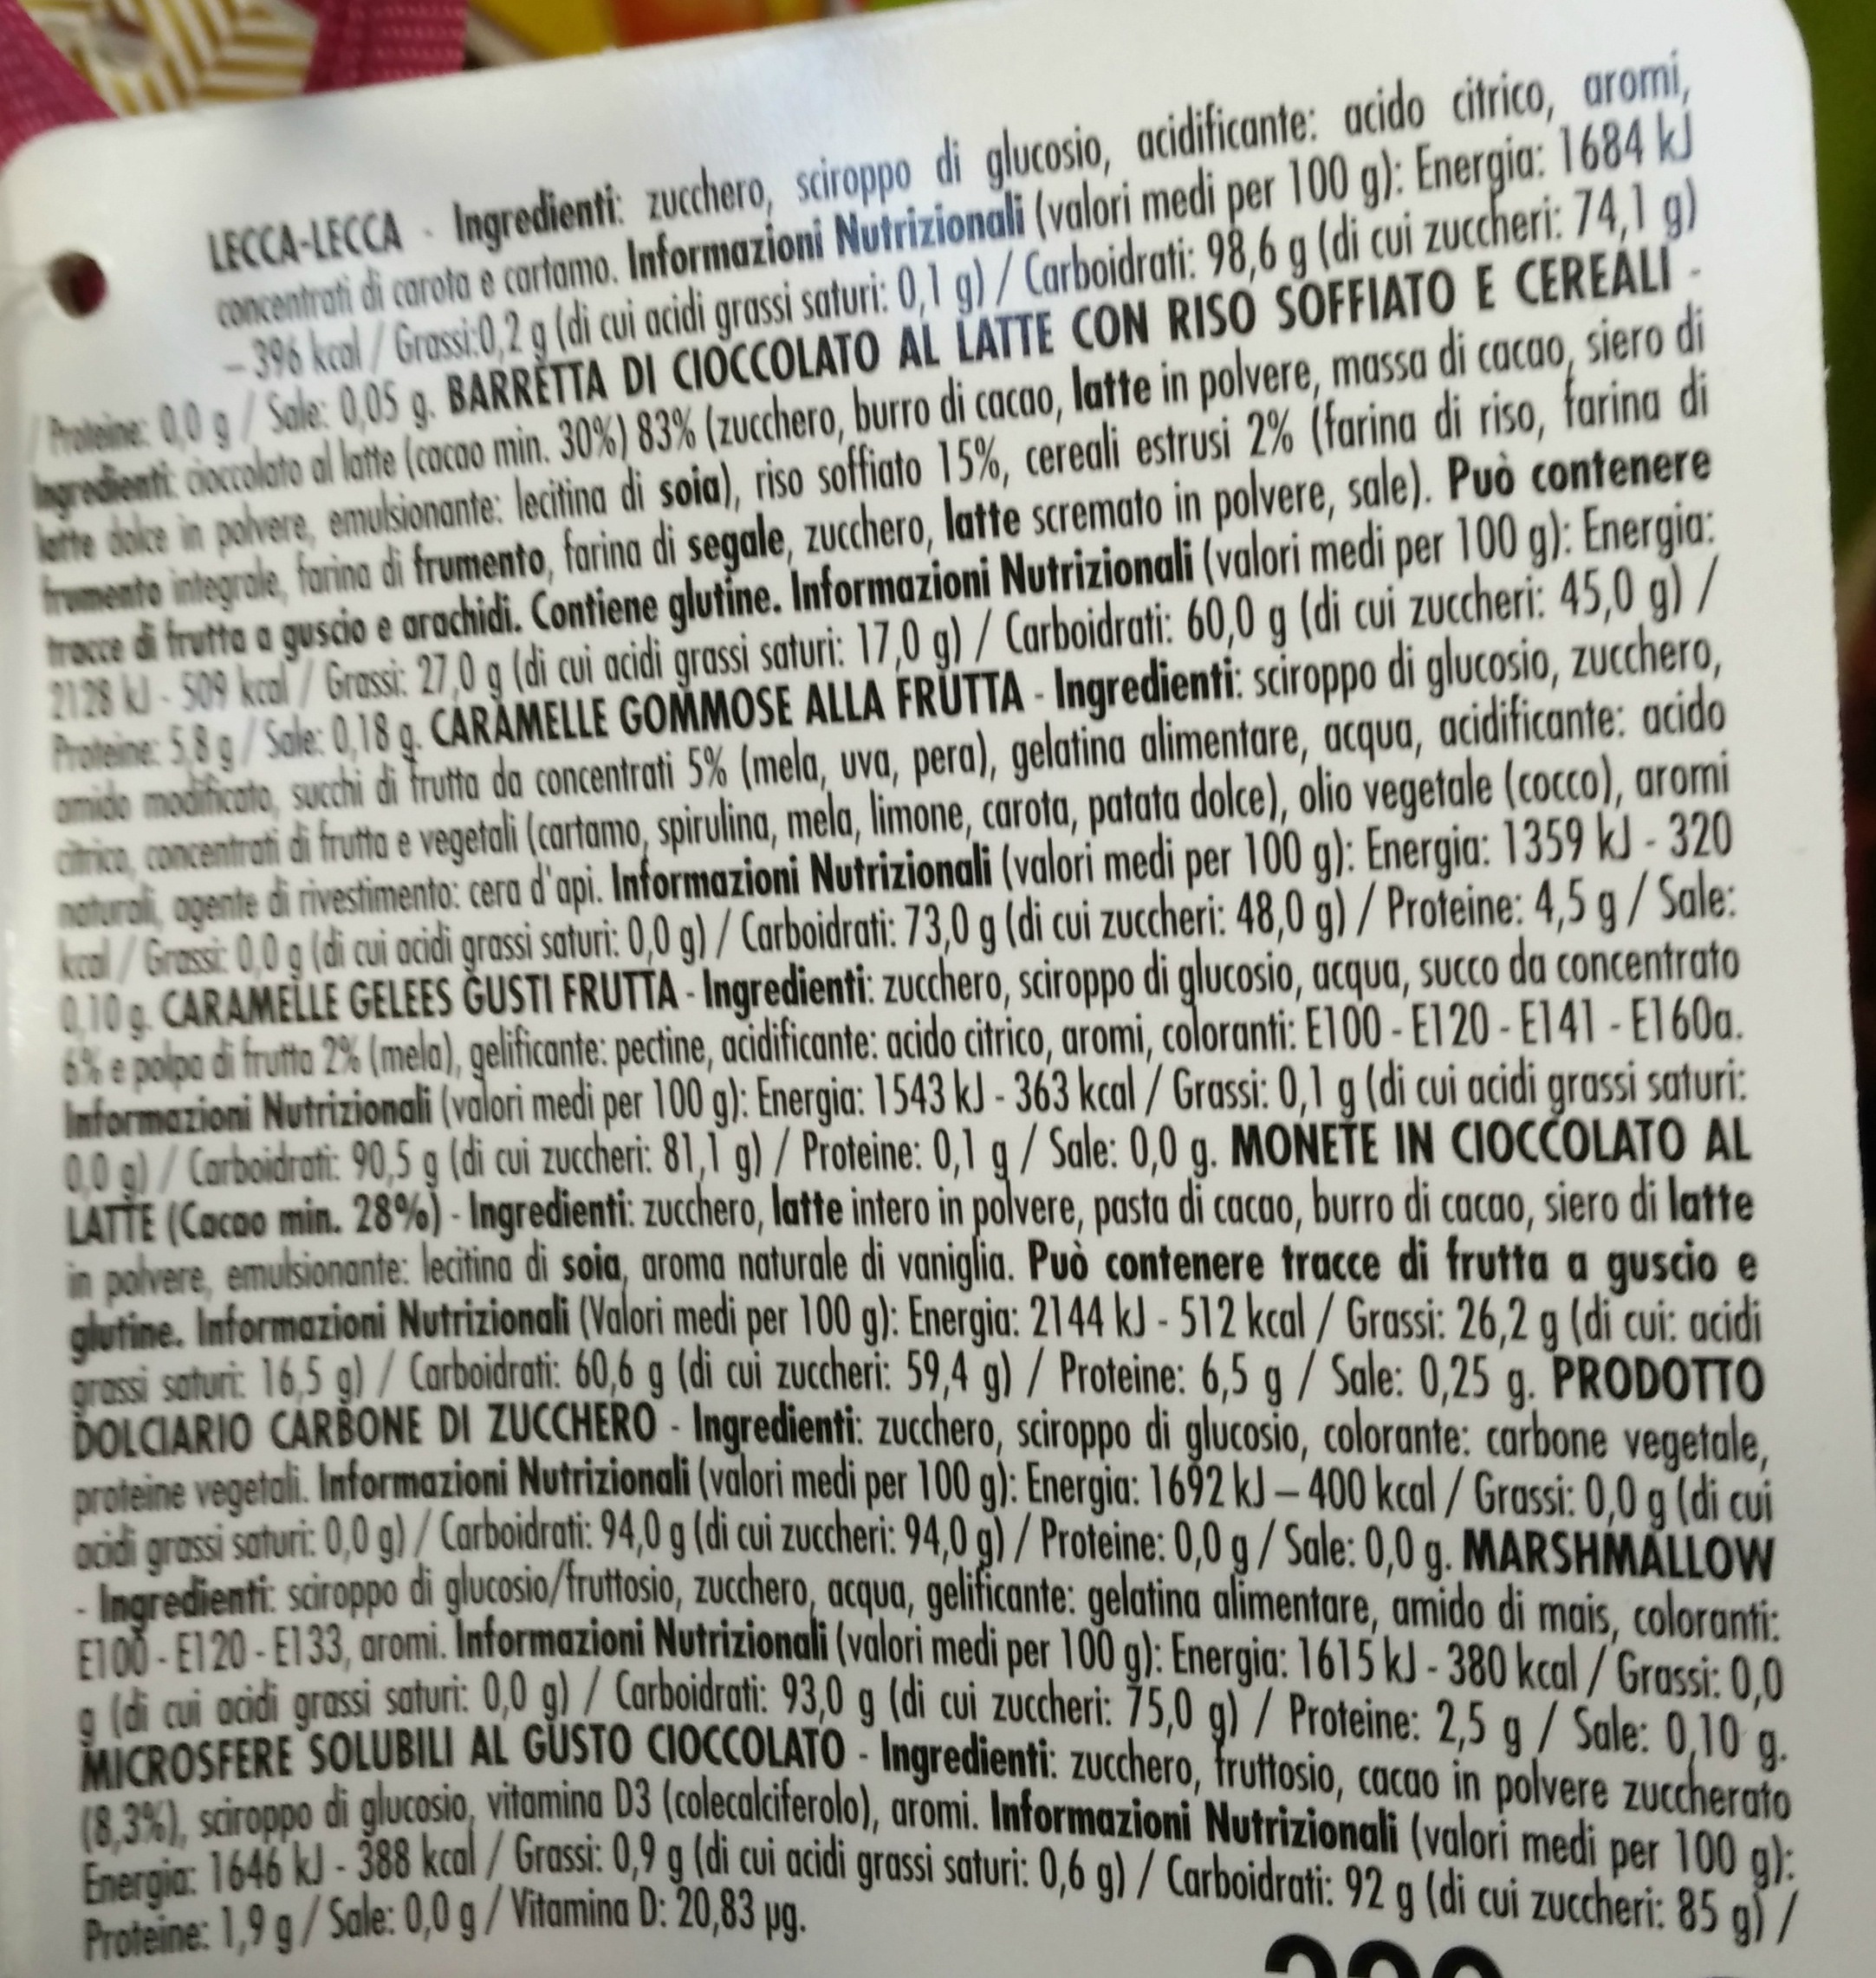 LECCA-LECCA - Ingredienti: zucchero, sciroppo di glucosio, acidificante: acido citrico, aromi,
concentrati di carota e cartamo. Informazioni Nutrizionali (valori medi per 100 g): Energia: 1684 kJ
– 396 kcal / Grassi:0,2 g (di cui acidi grassi saturi: 0,1 g) / Carboidrati: 98,6 g (di cui zuccheri: 74,1 g)
/ Proteine: 0,0 g / Sale: 0,05 g. BARRETTA DI CIOCCOLATO AL LATTE CON RISO SOFFIATO E CEREALI -
Ingredienti: cioccolato al latte (cacao min. 30%) 83% (zucchero, burro di cacao, latte in polvere, massa di cacao, siero di
latte dolce in polvere, emulsionante: lecitina di soia), riso soffiato 15%, cereali estrusi 2% (farina di riso, farina di
frumento integrale, farina di frumento, farina di segale, zucchero, latte scremato in polvere, sale). Può contenere
tracce di frutta a guscio e arachidi. Contiene glutine. Informazioni Nutrizionali (valori medi per 100 g): Energia:
2128 kJ - 509 kcal / Grassi: 27,0 g (di cui acidi grassi saturi: 17,0 g) / Carboidrati: 60,0 g (di cui zuccheri: 45,0 g) /
Proteine: 5,8 g / Sale: 0,18 g. CARAMELLE GOMMOSE ALLA FRUTTA - Ingredienti: sciroppo di glucosio, zucchero,
amido modificato, succhi di frutta da concentrati 5% (mela, uva, pera), gelatina alimentare, acqua, acidificante: acido
citrico, concentrati di frutta e vegetali (cartamo, spirulina, mela, limone, carota, patata dolce), olio vegetale (cocco), aromi
naturali, agente di rivestimento: cera d'api. Informazioni Nutrizionali (valori medi per 100 g): Energia: 1359 kJ - 320
kcal / Grassi: 0,0 g (di cui acidi grassi saturi: 0,0 g) / Carboidrati: 73,0 g (di cui zuccheri: 48,0 g) / Proteine: 4,5 g / Sale:
0,10 g. CARAMELLE GELEES GUSTI FRUTTA - Ingredienti: zucchero, sciroppo di glucosio, acqua, succo da concentrato
6% e polpa di frutta 2% (mela), gelificante: pectine, acidificante: acido citrico, aromi, coloranti: E100 - E120 - E141 - E160a.
Informazioni Nutrizionali (valori medi per 100 g): Energia: 1543 kJ - 363 kcal / Grassi: 0,1 g (di cui acidi grassi saturi:
0,0 g) / Carboidrati: 90,5 g (di cui zuccheri: 81,1 g) / Proteine: 0,1 g / Sale: 0,0 g. MONETE IN CIOCCOLATO AL
LATTE (Cacao min. 28%) - Ingredienti: zucchero, latte intero in polvere, pasta di cacao, burro di cacao, siero di latte
in polvere, emulsionante: lecitina di soia, aroma naturale di vaniglia. Può contenere tracce di frutta a guscio e
glutine. Informazioni Nutrizionali (Valori medi per 100 g): Energia: 2144 kJ - 512 kcal / Grassi: 26,2 g (di cui: acidi
grassi saturi: 16,5 g) / Carboidrati: 60,6 g (di cui zuccheri: 59,4 g) / Proteine: 6,5 g / Sale: 0,25 g. PRODOTTO
DOLCIARIO CARBONE DI ZUCCHERO - Ingredienti: zucchero, sciroppo di glucosio, colorante: carbone vegetale,
proteine vegetali. Informazioni Nutrizionali (valori medi per 100 g): Energia: 1692 kJ – 400 kcal / Grassi: 0,0 g (di cui
acidi grassi saturi: 0,0 g) / Carboidrati: 94,0 g (di cui zuccheri: 94,0 g) / Proteine: 0,0 g / Sale: 0,0 g. MARSHMALLOW
- Ingredienti: sciroppo di glucosio/fruttosio, zucchero, acqua, gelificante: gelatina alimentare, amido di mais, coloranti:
E100 - E120 - E133, aromi. Informazioni Nutrizionali (valori medi per 100 g): Energia: 1615 kJ - 380 kcal / Grassi: 0,0
g (di cui acidi grassi saturi: 0,0 g) / Carboidrati: 93,0 g (di cui zuccheri: 75,0 g) / Proteine: 2,5 g / Sale: 0,10 g.
MICROSFERE SOLUBILI AL GUSTO CIOCCOLATO - Ingredienti: zucchero, fruttosio, cacao in polvere zuccherato
(8,3%), sciroppo di glucosio, vitamina D3 (colecalciferolo), aromi. Informazioni Nutrizionali (valori medi per 100 g):
Energia: 1646 kJ - 388 kcal / Grassi: 0,9 g (di cui acidi grassi saturi: 0,6 g) / Carboidrati: 92 g (di cui zuccheri: 85 g) /
Proteine: 1,9 g / Sale: 0,0 g / Vitamina D: 20,83 µg.